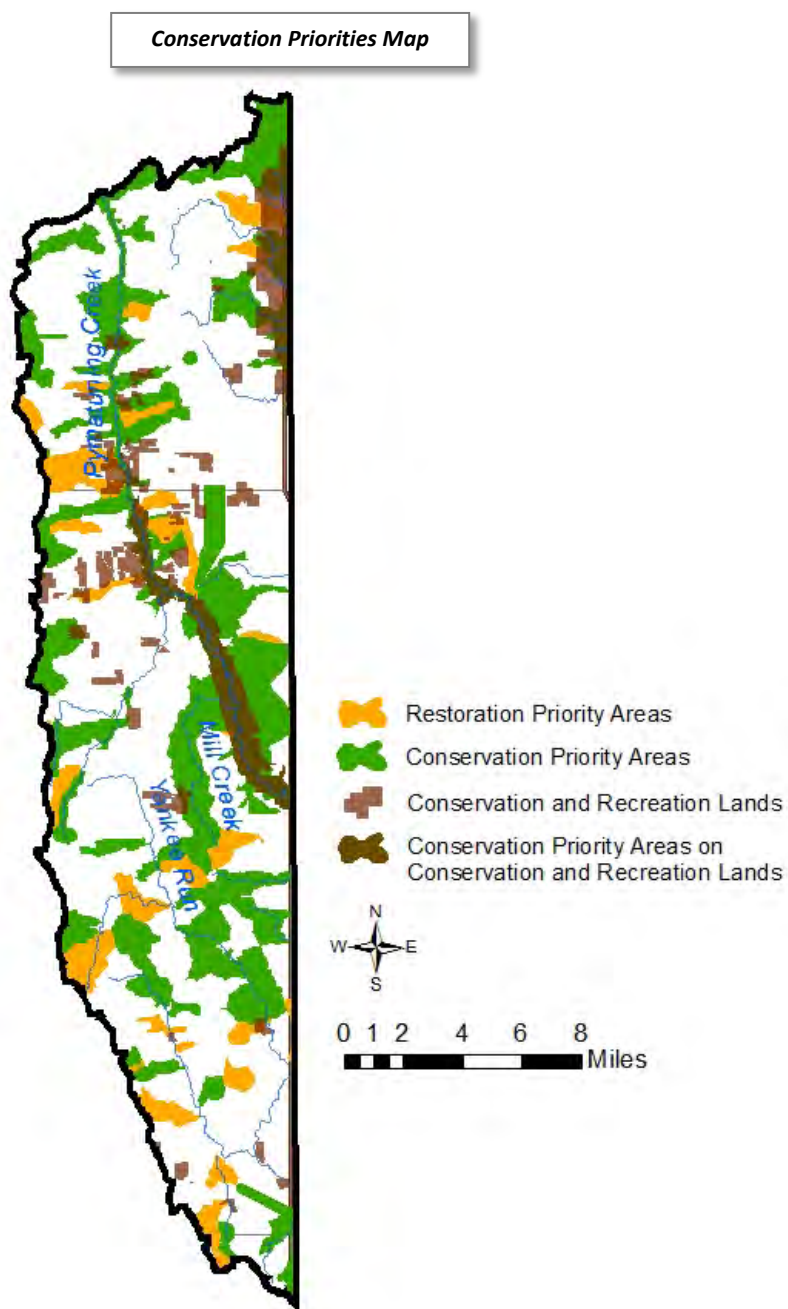 Conservation Priorities Map
Pymatuning Creek
Mill Creek
Yankee Run
Restoration Priority Areas
Conservation Priority Areas
Conservation and Recreation Lands
Conservation Priority Areas on
Conservation and Recreation Lands
N
W E
S
0 1 2 4 6 8
Miles